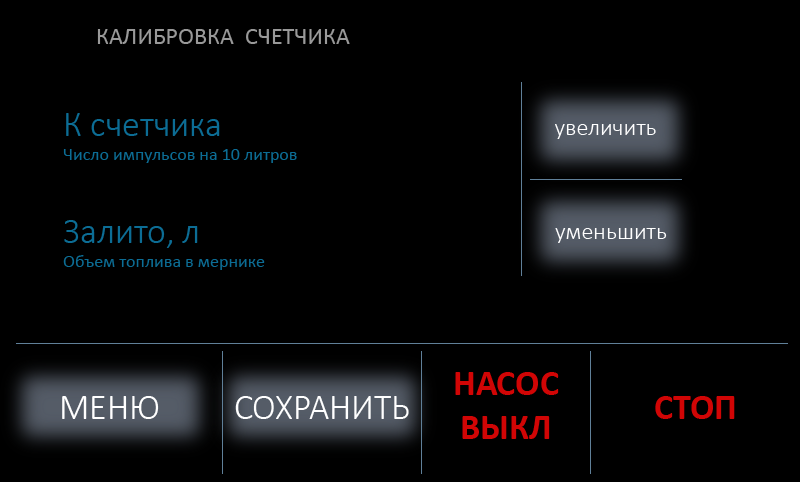 КАЛИБРОВКА СЧЕТЧИКА
К счетчика
Число импульсов на 10 литров
увеличить
Залито, л
Объем топлива в мернике
уменьшить
МЕНЮ
СОХРАНИТЬ
НАСОС
ВЫКЛ
СТОП